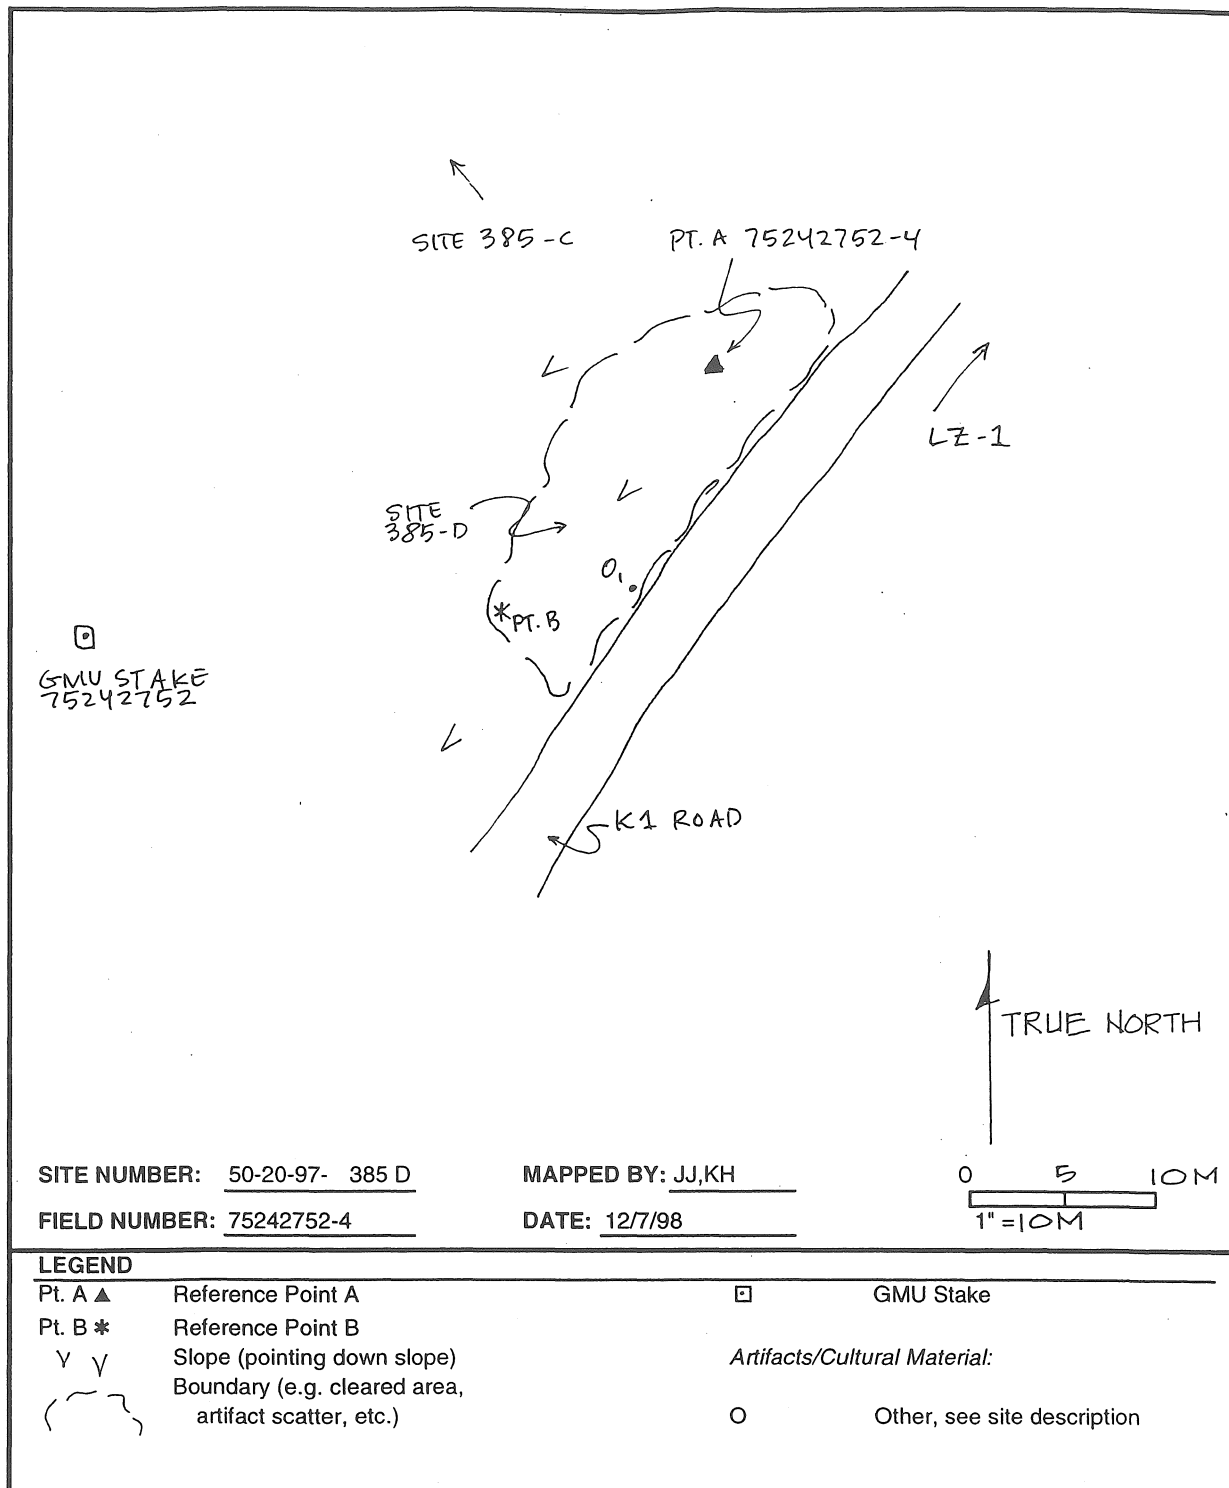 SITE 385-C
PT. A 75242752-4
LZ-1
SITE
385-D
O1
PT. B
GMU STAKE
75242752
K1 ROAD
TRUE NORTH
SITE NUMBER: 50-20-97- 385 D
MAPPED BY: JJ,KH
0 5 10M
FIELD NUMBER: 75242752-4
DATE: 12/7/98
1"=10M
LEGEND
Pt. A Reference Point A
GMU Stake
Pt. B Reference Point B
Slope (pointing down slope)
Artifacts/Cultural Material:
Boundary (e.g. cleared area,
artifact scatter, etc.)
O Other, see site description